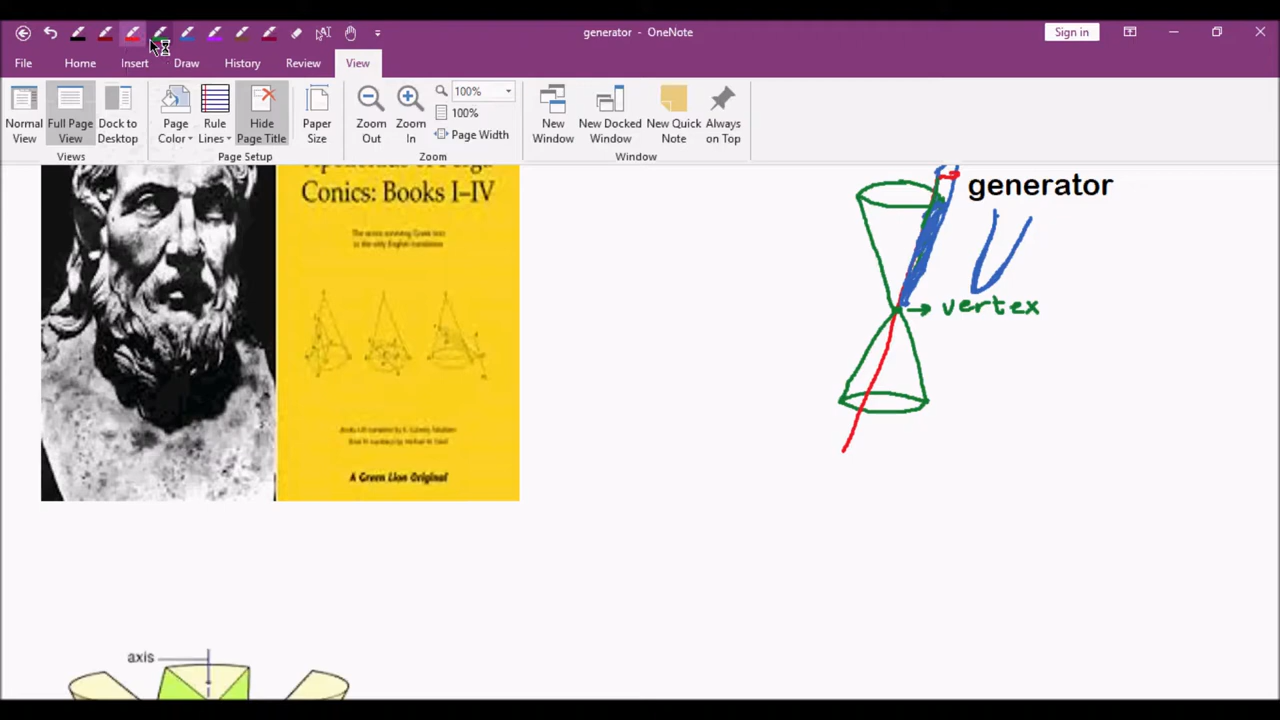 generator - OneNote
Sign in
File Home Insert Draw History Review View
Normal View
Full Page View
Dock to Desktop
Page Color
Rule Lines
Hide Page Title
Paper Size
Zoom Out
Zoom In
100%
100%
Page Width
New Window
New Docked Window
New Quick Note
Always on Top
Views
Page Setup
Zoom
Window
Conics: Books I–IV
A Green Lion Original
generator
vertex
axis